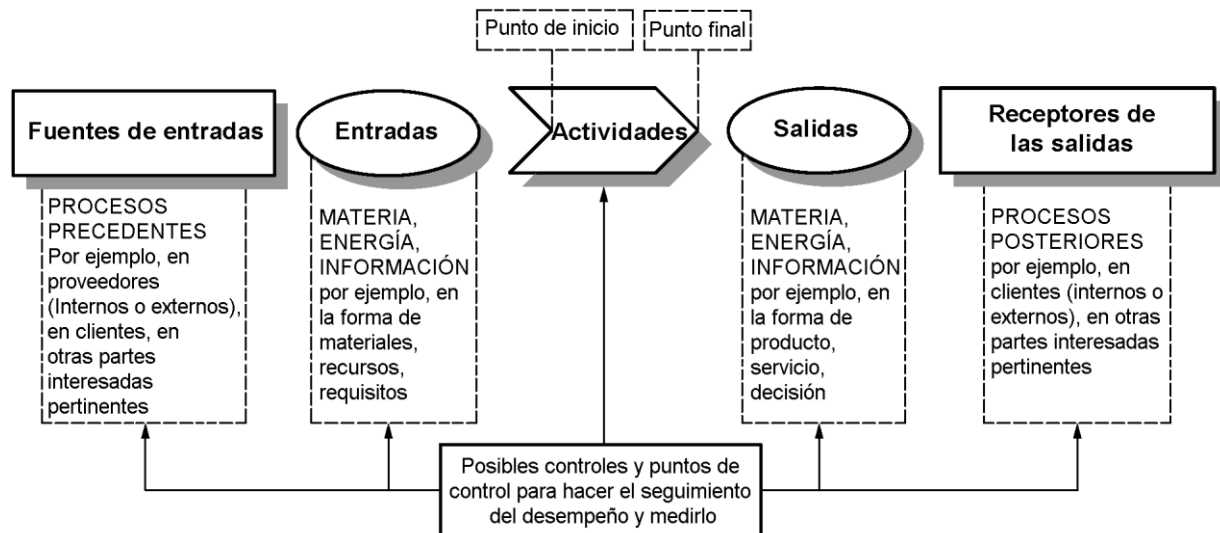 Punto de inicio
Punto final
Fuentes de entradas
Entradas
Actividades
Salidas
Receptores de
las salidas
PROCESOS
PRECEDENTES
Por ejemplo, en
proveedores
(Internos o externos),
en clientes, en
otras partes
interesadas
pertinentes
MATERIA,
ENERGÍA,
INFORMACIÓN
por ejemplo, en
la forma de
materiales,
recursos,
requisitos
MATERIA,
ENERGÍA,
INFORMACIÓN
por ejemplo, en
la forma de
producto,
servicio,
decisión
PROCESOS
POSTERIORES
por ejemplo, en
clientes (internos o
externos), en otras
partes interesadas
pertinentes
Posibles controles y puntos de
control para hacer el seguimiento
del desempeño y medirlo